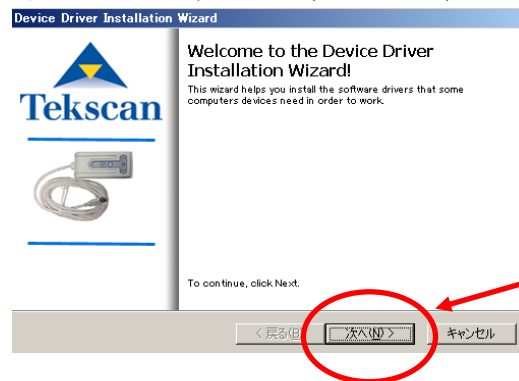 Device Driver Installation Wizard
Tekscan
Welcome to the Device Driver
Installation Wizard!
This wizard helps you install the software drivers that some
computers devices need in order to work.
To continue, click Next.
< 戻る(B) 次へ(N) > キャンセル